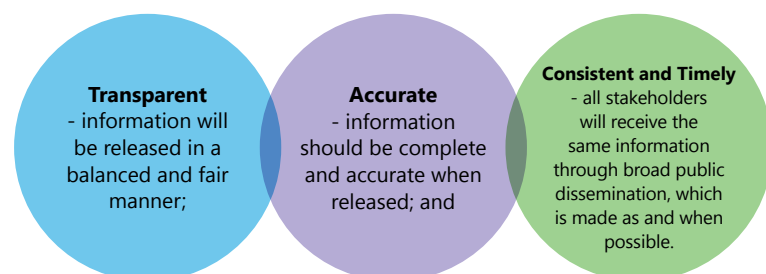 Transparent
- information will
be released in a
balanced and fair
manner;
Accurate
- information
should be complete
and accurate when
released; and
Consistent and Timely
- all stakeholders
will receive the
same information
through broad public
dissemination, which
is made as and when
possible.